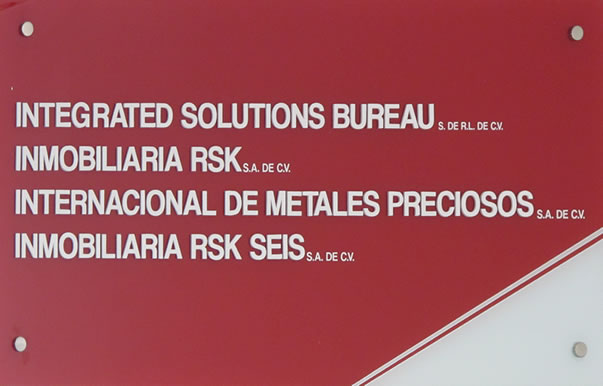 INTEGRATED SOLUTIONS BUREAU S. DE R.L. DE C.V.
INMOBILIARIA RSK S.A. DE C.V.
INTERNACIONAL DE METALES PRECIOSOS S.A. DE C.V.
INMOBILIARIA RSK SEIS S.A. DE C.V.